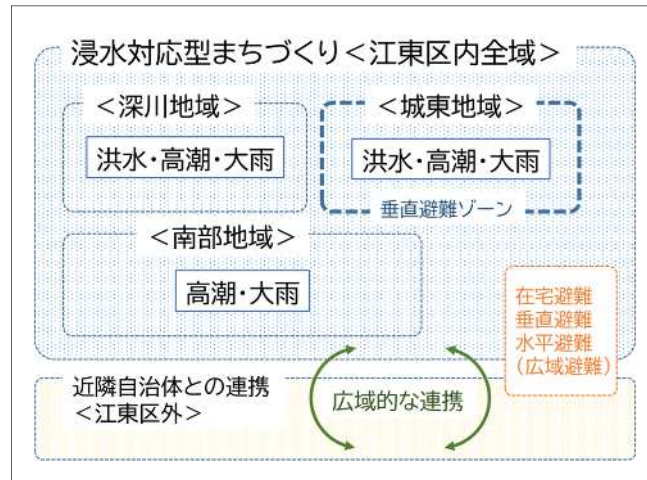 浸水対応型まちづくり＜江東区内全域＞
＜深川地域＞
洪水・高潮・大雨
＜城東地域＞
洪水・高潮・大雨
垂直避難ゾーン
＜南部地域＞
高潮・大雨
在宅避難
垂直避難
水平避難
(広域避難)
近隣自治体との連携
＜江東区外＞
広域的な連携